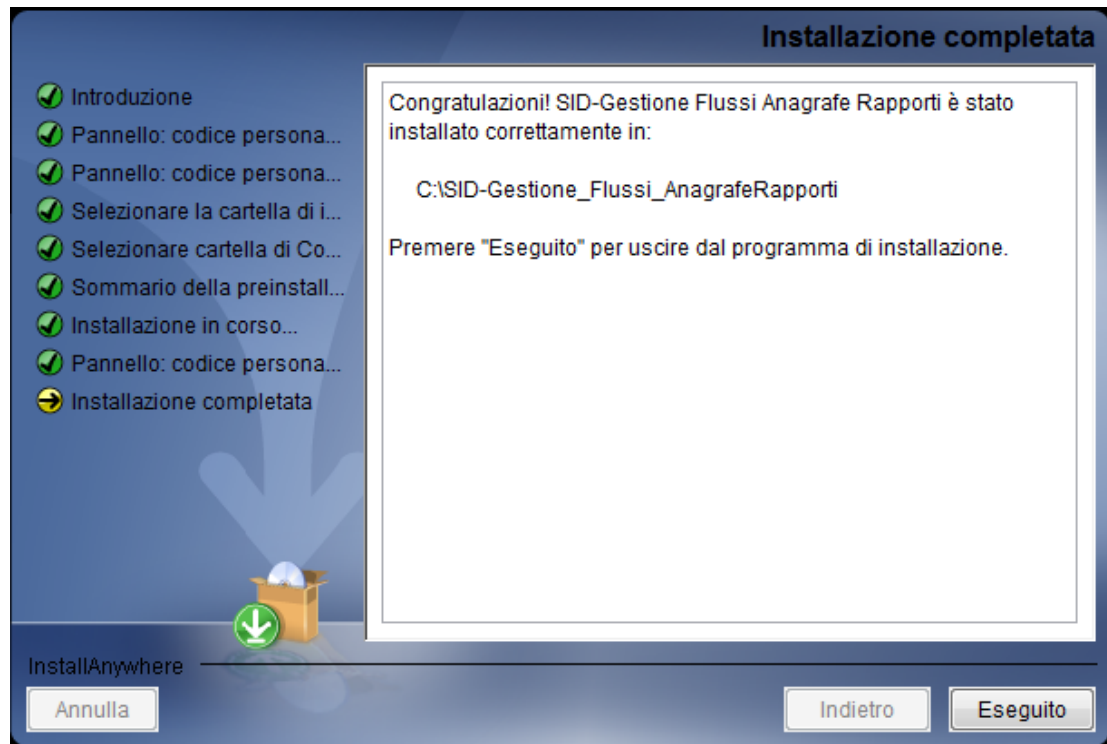 Installazione completata
Introduzione
Pannello: codice persona...
Pannello: codice persona...
Selezionare la cartella di i...
Selezionare cartella di Co...
Sommario della preinstall...
Installazione in corso...
Pannello: codice persona...
Installazione completata
Congratulazioni! SID-Gestione Flussi Anagrafe Rapporti è stato
installato correttamente in:
C:\SID-Gestione_Flussi_AnagrafeRapporti
Premere "Eseguito" per uscire dal programma di installazione.
InstallAnywhere
Annulla
Indietro
Eseguito